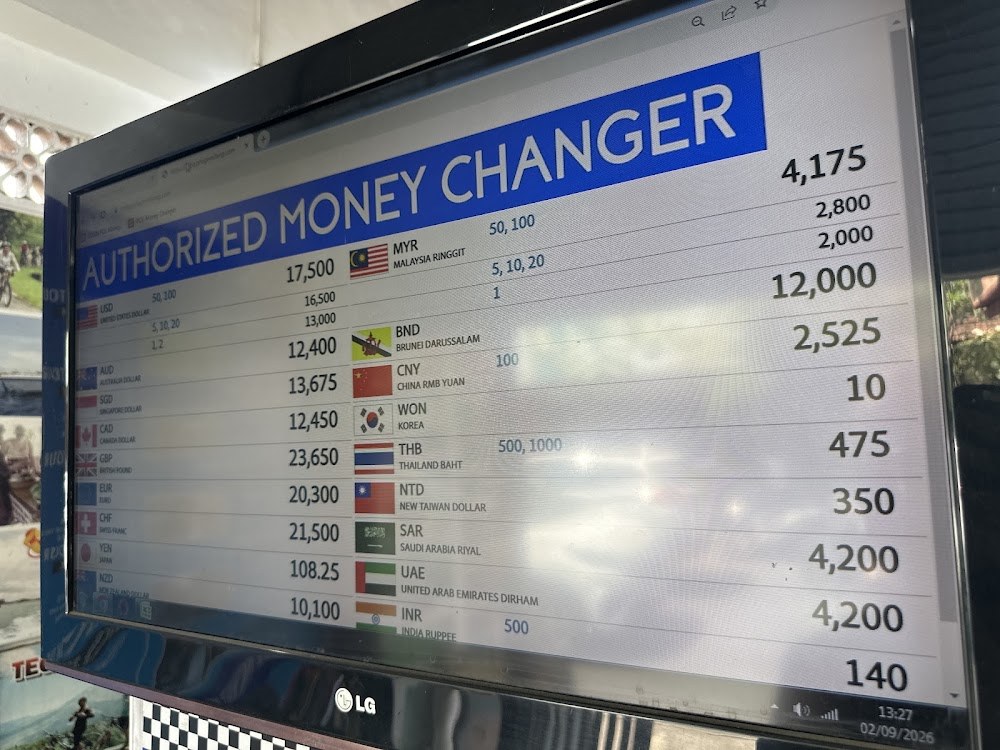 AUTHORIZED MONEY CHANGER
USD 50, 100 17,500
UNITED STATES DOLLAR
5, 10, 20 16,500
1, 2 13,000
AUD 12,400
AUSTRALIA DOLLAR
SGD 13,675
SINGAPORE DOLLAR
CAD 12,450
CANADA DOLLAR
GBP 23,650
BRITISH POUND
EUR 20,300
EURO
CHF 21,500
SWISS FRANC
YEN 108.25
JAPAN
NZD 10,100
NEW ZEALAND DOLLAR
MYR 50, 100 4,175
MALAYSIA RINGGIT
5, 10, 20 2,800
1 2,000
BND 12,000
BRUNEI DARUSSALAM
CNY 100 2,525
CHINA RMB YUAN
WON 10
KOREA
THB 500, 1000 475
THAILAND BAHT
NTD 350
NEW TAIWAN DOLLAR
SAR 4,200
SAUDI ARABIA RIYAL
UAE 4,200
UNITED ARAB EMIRATES DIRHAM
INR 500 140
INDIA RUPPEE
13:27
02/09/2026
LG